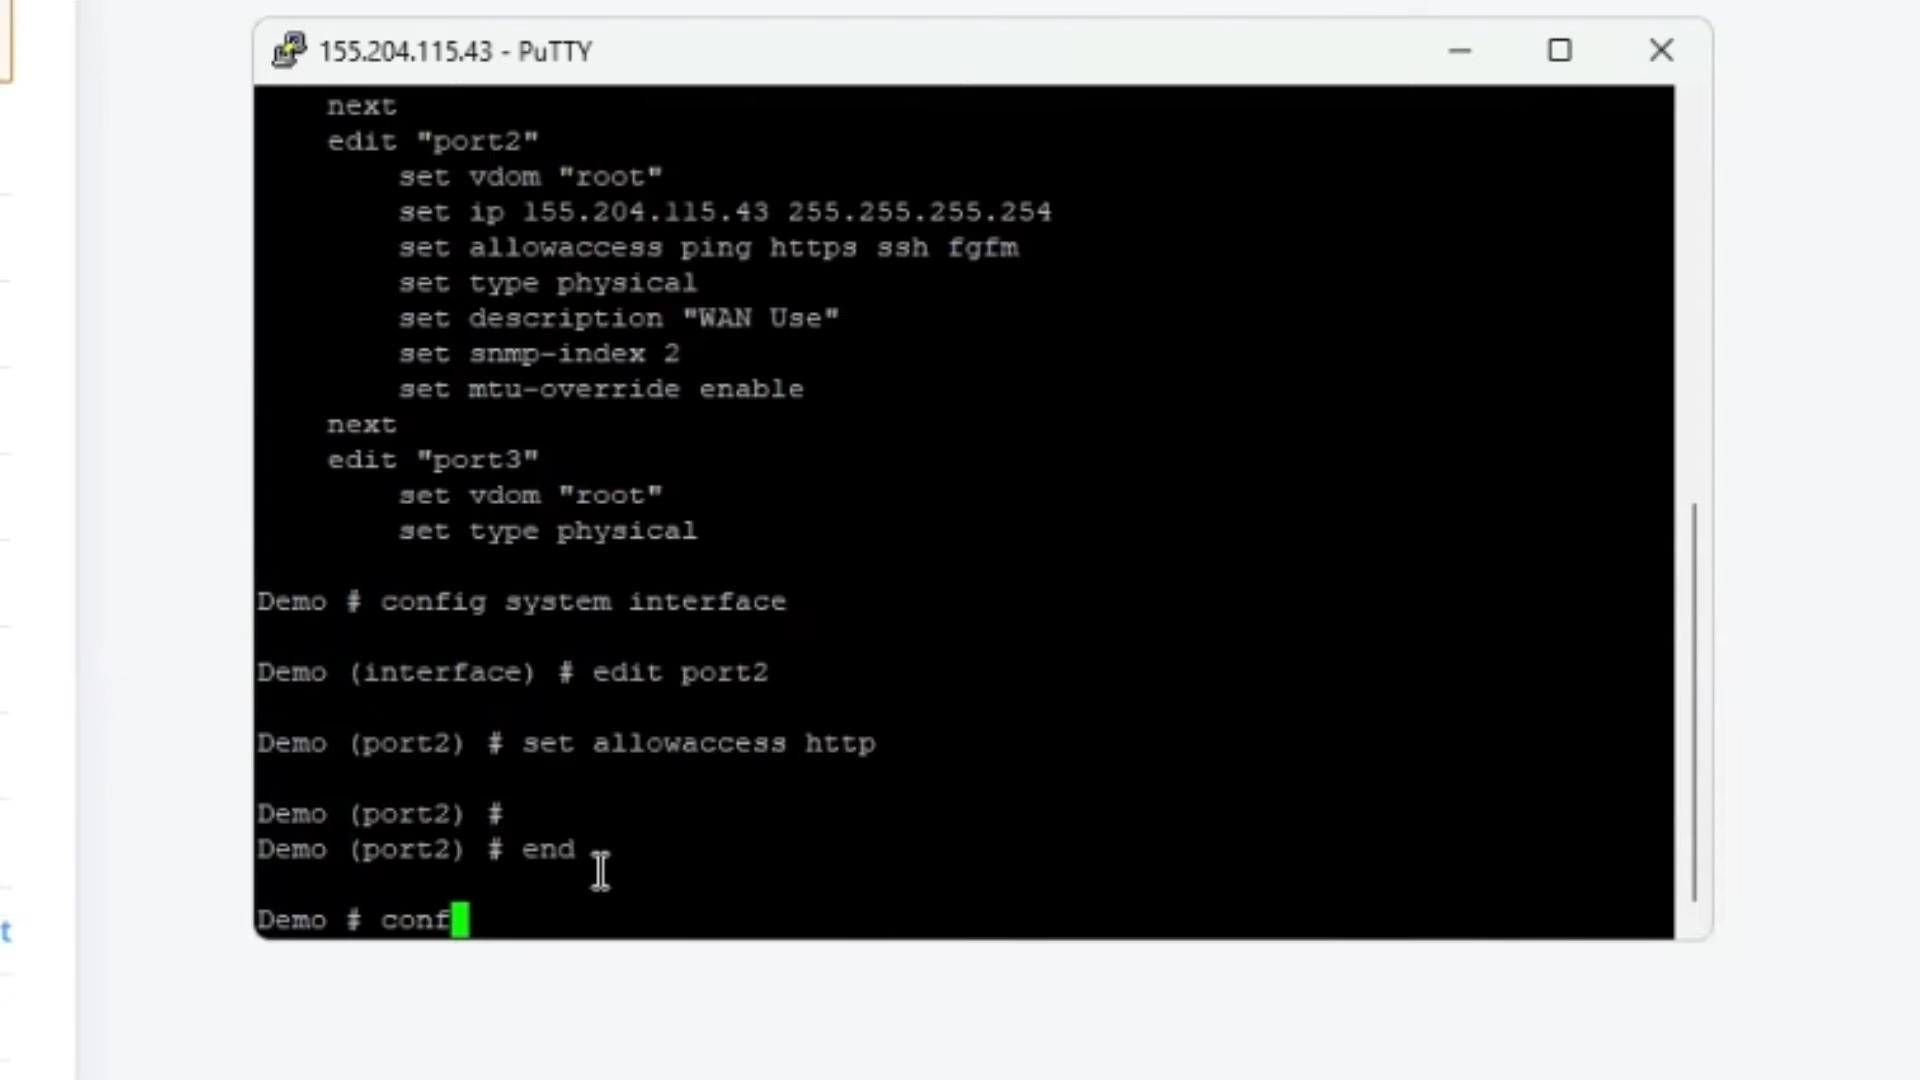 155.204.115.43 - PuTTY
next
edit "port2"
set vdom "root"
set ip 155.204.115.43 255.255.255.254
set allowaccess ping https ssh fgfm
set type physical
set description "WAN Use"
set snmp-index 2
set mtu-override enable
next
edit "port3"
set vdom "root"
set type physical
Demo # config system interface
Demo (interface) # edit port2
Demo (port2) # set allowaccess http
Demo (port2) #
Demo (port2) # end
Demo # conf
t